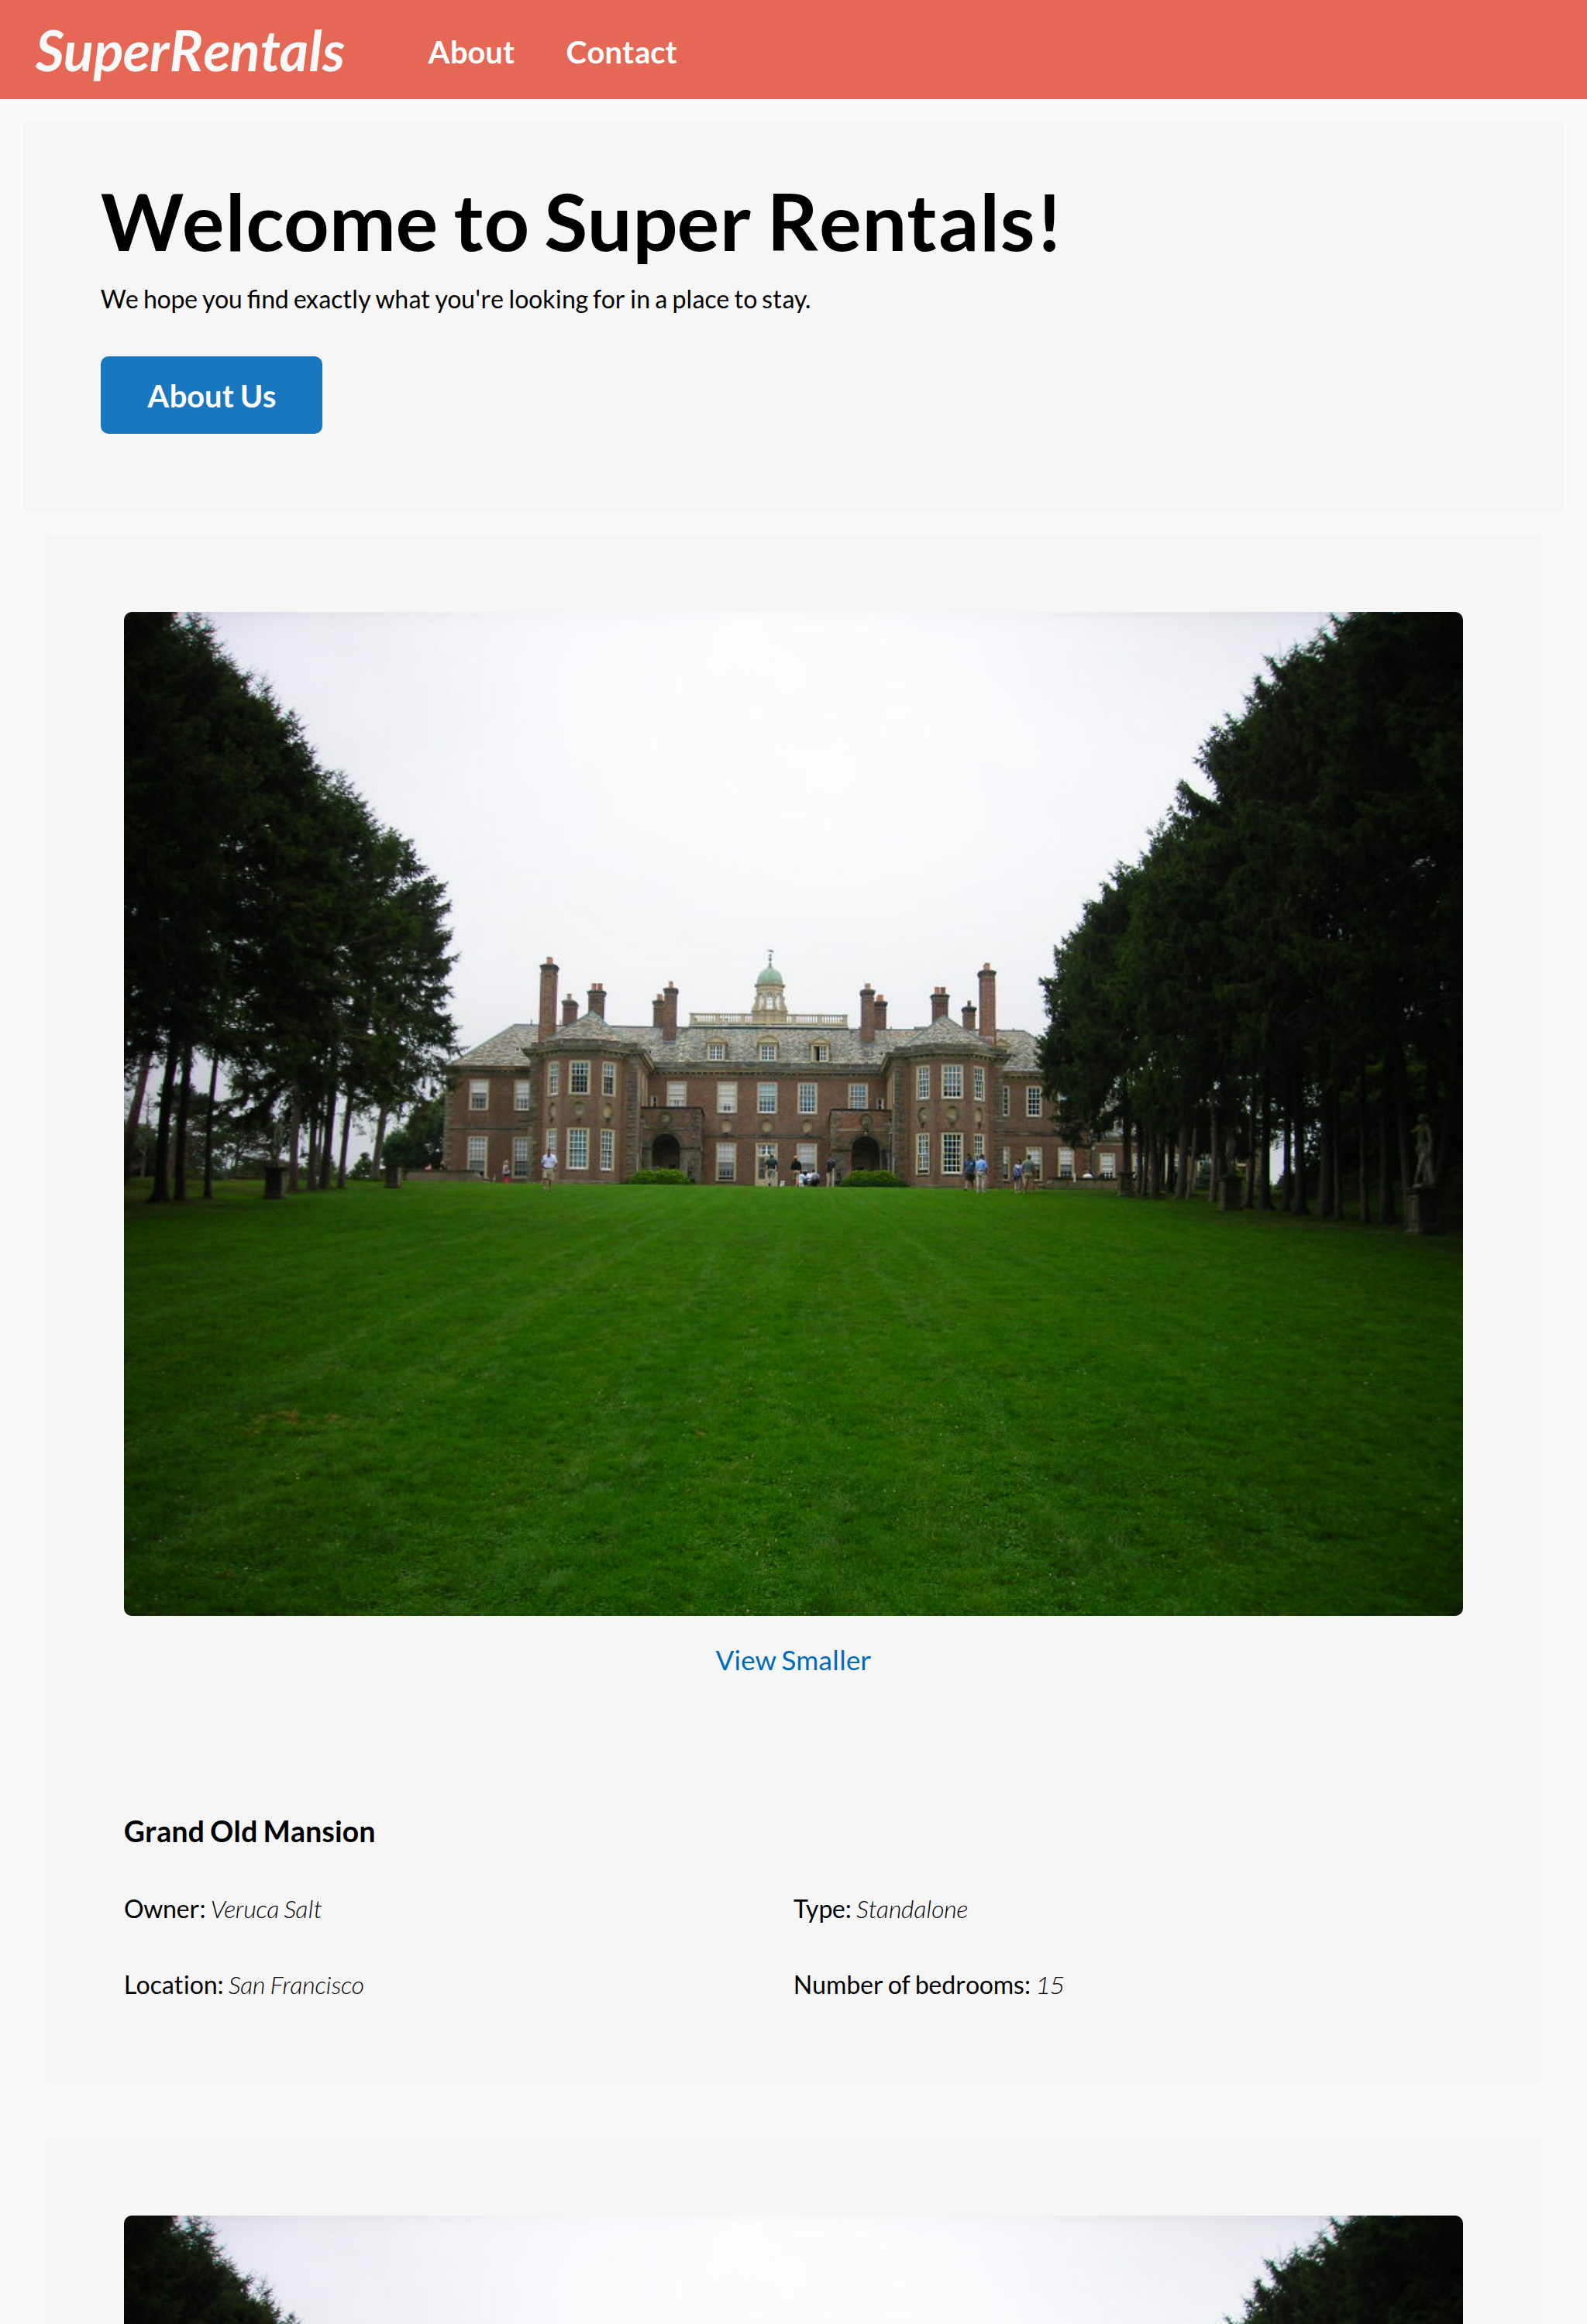 SuperRentals
About
Contact
Welcome to Super Rentals!
We hope you find exactly what you're looking for in a place to stay.
About Us
View Smaller
Grand Old Mansion
Owner: Veruca Salt
Type: Standalone
Location: San Francisco
Number of bedrooms: 15